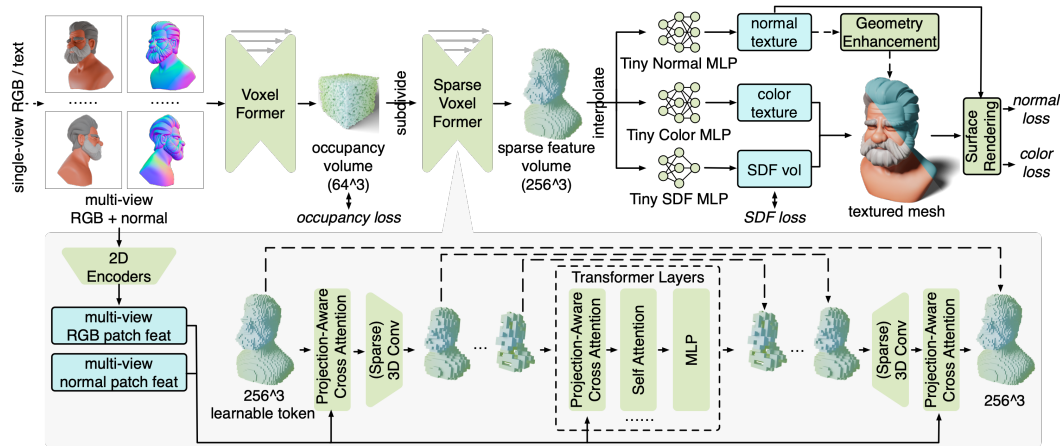 single-view RGB / text
......
......
multi-view
RGB + normal
Voxel
Former
occupancy
volume
(64^3)
occupancy loss
subdivide
Sparse
Voxel
Former
sparse feature
volume
(256^3)
interpolate
Tiny Normal MLP
Tiny Color MLP
Tiny SDF MLP
normal
texture
color
texture
SDF vol
SDF loss
Geometry
Enhancement
textured mesh
Surface
Rendering
normal
loss
color
loss
2D
Encoders
multi-view
RGB patch feat
multi-view
normal patch feat
256^3
learnable token
Projection-Aware
Cross Attention
(Sparse)
3D Conv
...
Transformer Layers
Projection-Aware
Cross Attention
Self Attention
MLP
......
...
(Sparse)
3D Conv
Projection-Aware
Cross Attention
256^3